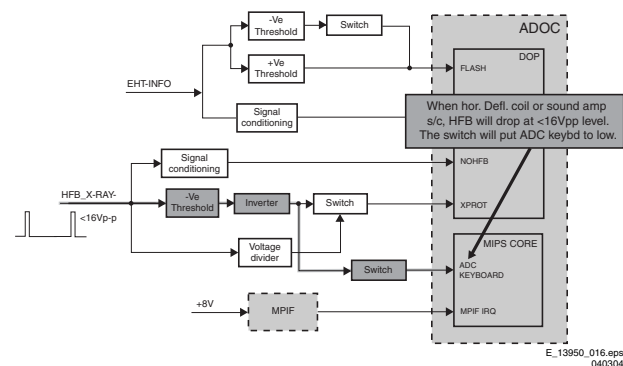 ADOC
-Ve
Threshold
Switch
DOP
+Ve
Threshold
FLASH
EHT-INFO
Signal
conditioning
When hor. Defl. coil or sound amp
s/c, HFB will drop at <16Vpp level.
The switch will put ADC keybd to low.
Signal
conditioning
NOHFB
HFB_X-RAY-
-Ve
Threshold
Inverter
Switch
XPROT
<16Vp-p
Voltage
divider
MIPS CORE
Switch
ADC
KEYBOARD
+8V
MPIF
MPIF IRQ
E_13950_016.eps
040304